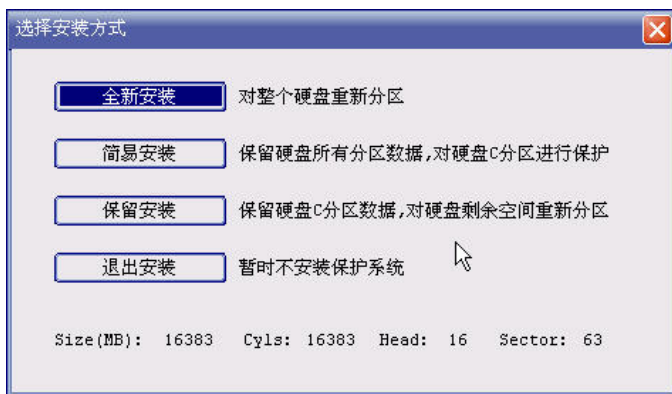 选择安装方式
全新安装 对整个硬盘重新分区
简易安装 保留硬盘所有分区数据,对硬盘C分区进行保护
保留安装 保留硬盘C分区数据,对硬盘剩余空间重新分区
退出安装 暂时不安装保护系统
Size(MB): 16383 Cyls: 16383 Head: 16 Sector: 63